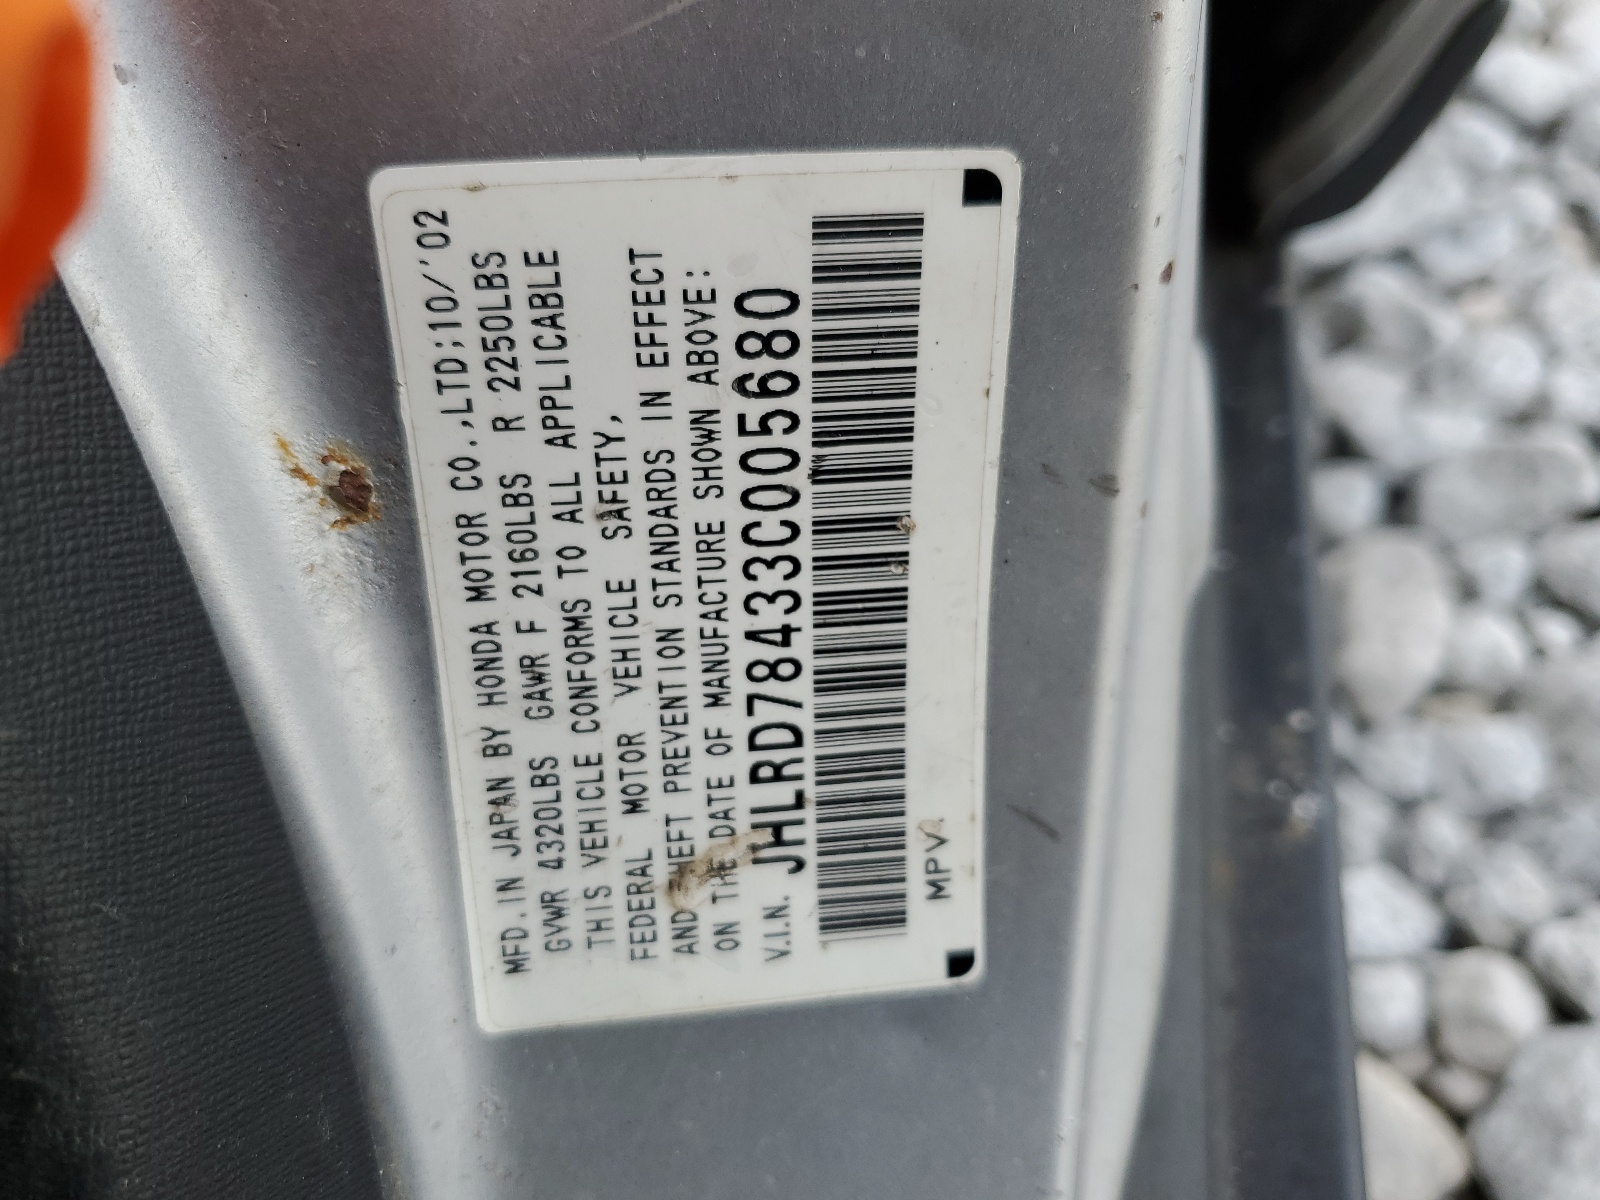 MFD.IN JAPAN BY HONDA MOTOR CO.,LTD;10/'02
GVWR 4320LBS GAWR F 2160LBS R 2250LBS
THIS VEHICLE CONFORMS TO ALL APPLICABLE
FEDERAL MOTOR VEHICLE SAFETY,
AND THEFT PREVENTION STANDARDS IN EFFECT
ON THE DATE OF MANUFACTURE SHOWN ABOVE:
V.I.N. JHLRD78433C005680
MPV